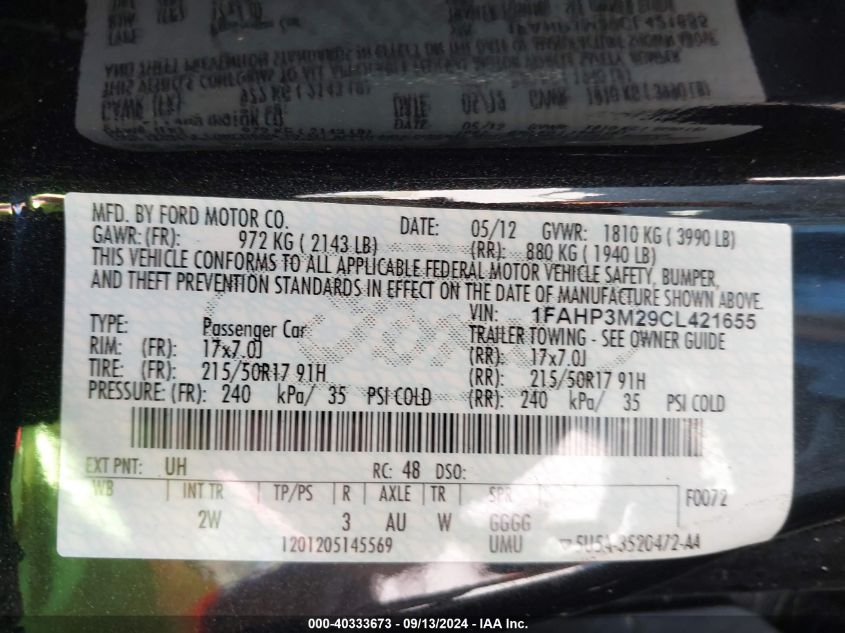 MFD. BY FORD MOTOR CO. DATE: 05/12 GVWR: 1810 KG ( 3990 LB)
GAWR: (FR): 972 KG ( 2143 LB) (RR): 880 KG ( 1940 LB)
THIS VEHICLE CONFORMS TO ALL APPLICABLE FEDERAL MOTOR VEHICLE SAFETY, BUMPER,
AND THEFT PREVENTION STANDARDS IN EFFECT ON THE DATE OF MANUFACTURE SHOWN ABOVE.
VIN: 1FAHP3M29CL421655
TYPE: Passenger Car TRAILER TOWING - SEE OWNER GUIDE
RIM: (FR): 17x7.0J (RR): 17x7.0J
TIRE: (FR): 215/50R17 91H (RR): 215/50R17 91H
PRESSURE: (FR): 240 kPa/ 35 PSI COLD (RR): 240 kPa/ 35 PSI COLD
EXT PNT: UH RC: 48 DSO:
WB INT TR TP/PS R AXLE TR SPR F0072
2W 3 AU W GGGG
1201205145569 UMU 5U5A-3520472-AA
000-40333673 - 09/13/2024 - IAA Inc.